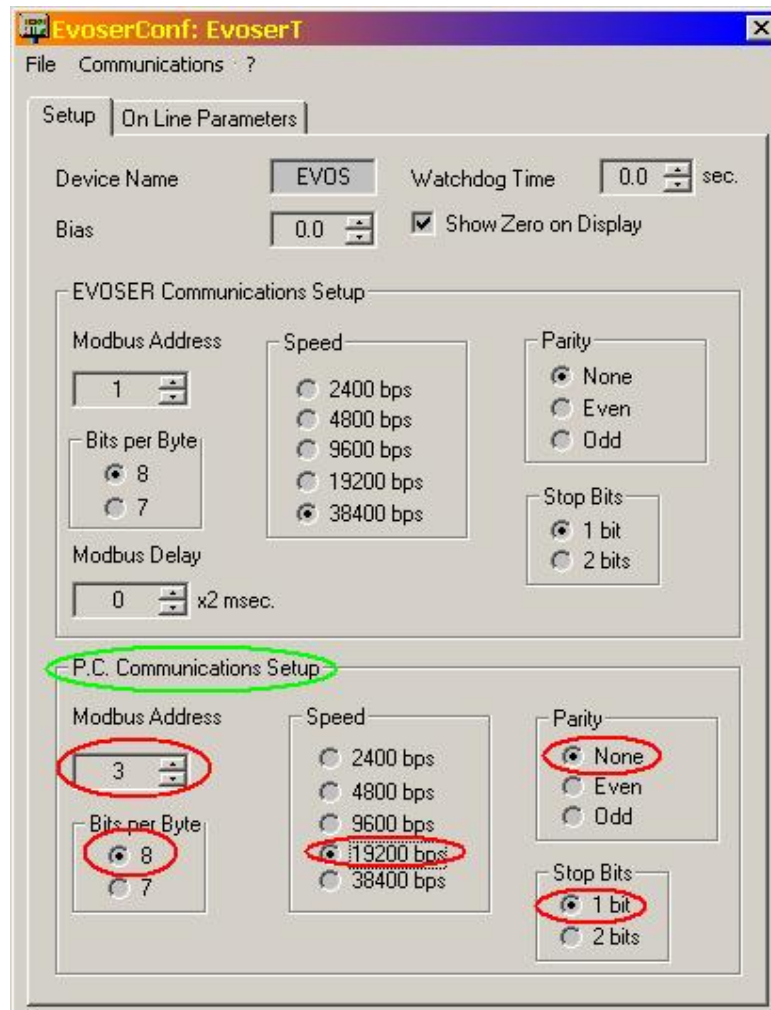 EvoserConf: EvoserT
File Communications ?
Setup On Line Parameters
Device Name EVOS Watchdog Time 0.0 sec.
Bias 0.0 Show Zero on Display
EVOSER Communications Setup
Modbus Address
1
Bits per Byte
8
7
Modbus Delay
0 x2 msec.
Speed
2400 bps
4800 bps
9600 bps
19200 bps
38400 bps
Parity
None
Even
Odd
Stop Bits
1 bit
2 bits
P.C. Communications Setup
Modbus Address
3
Bits per Byte
8
7
Speed
2400 bps
4800 bps
9600 bps
19200 bps
38400 bps
Parity
None
Even
Odd
Stop Bits
1 bit
2 bits